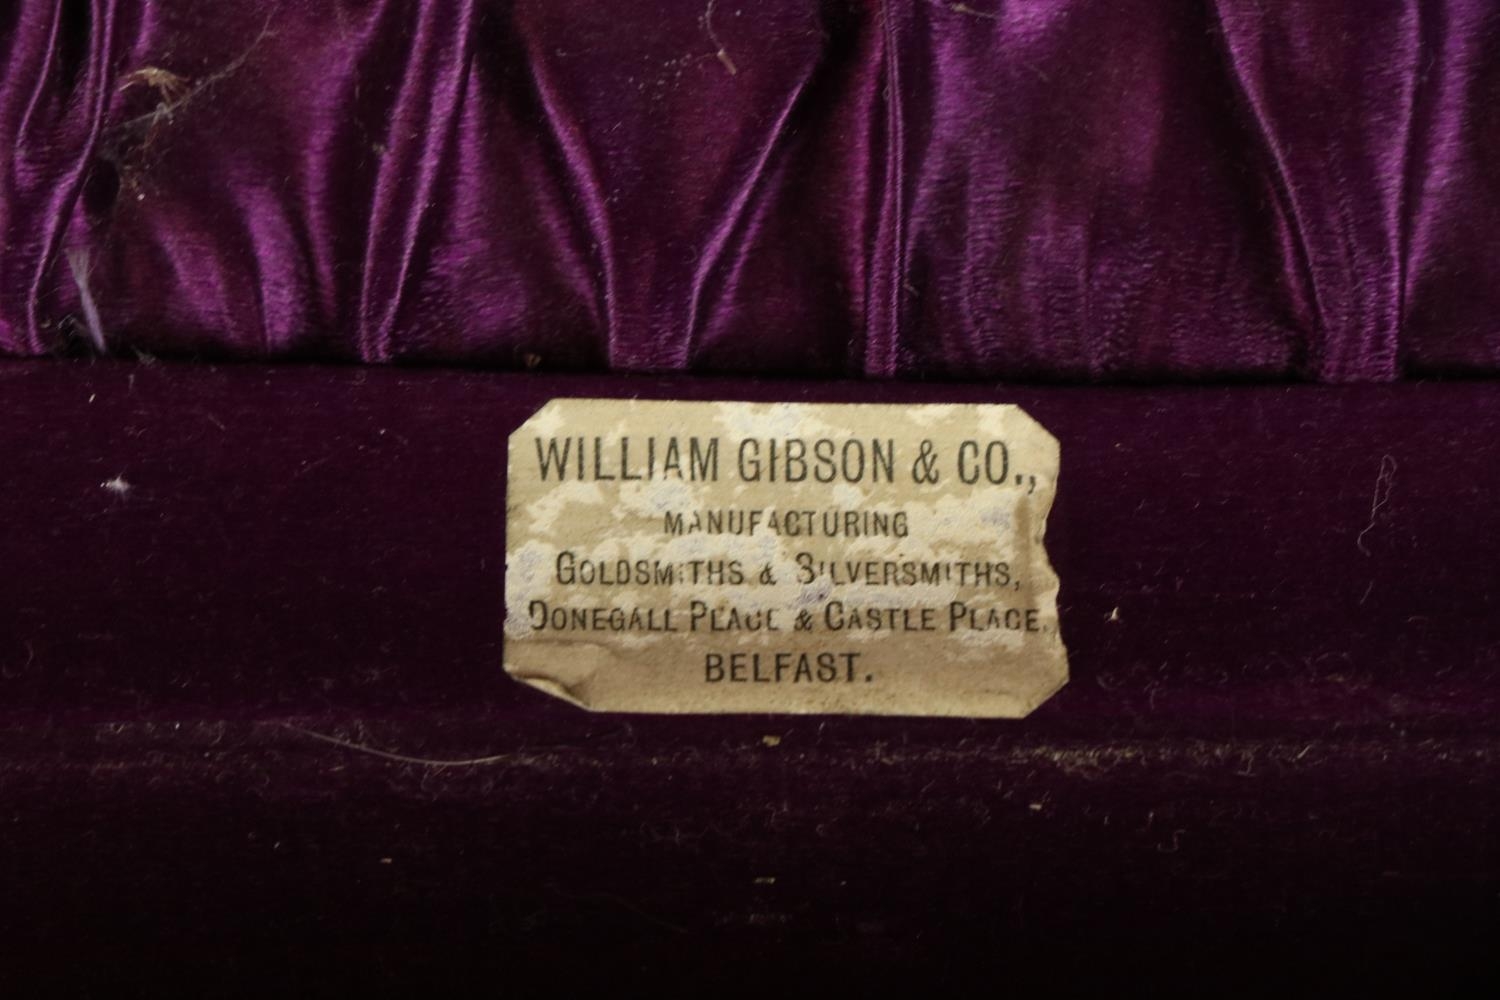 WILLIAM GIBSON & CO.,
MANUFACTURING
GOLDSMITHS & SILVERSMITHS,
DONEGALL PLACE & CASTLE PLACE,
BELFAST.